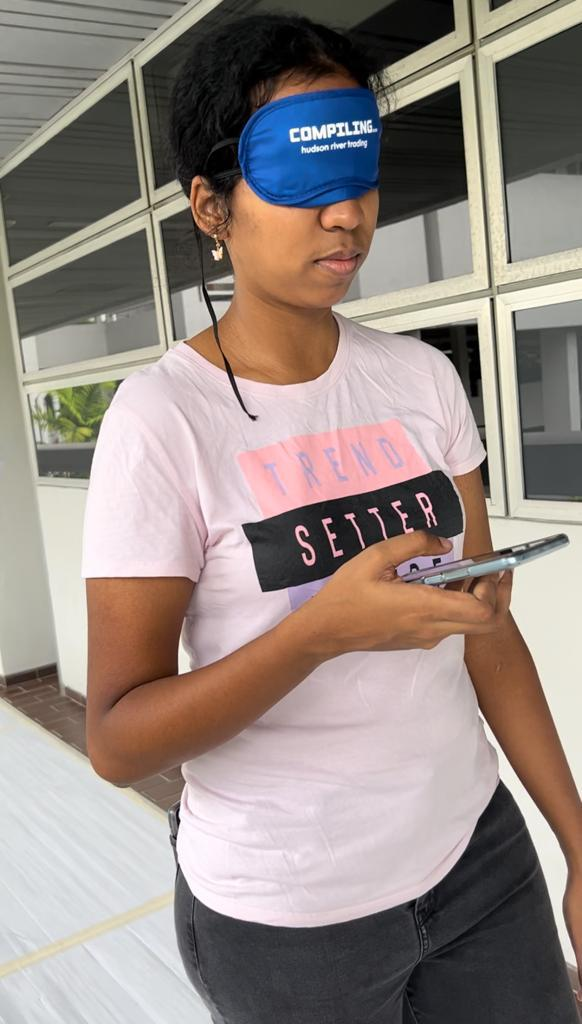 COMPILING...
hudson river trading
TREND
SETTER